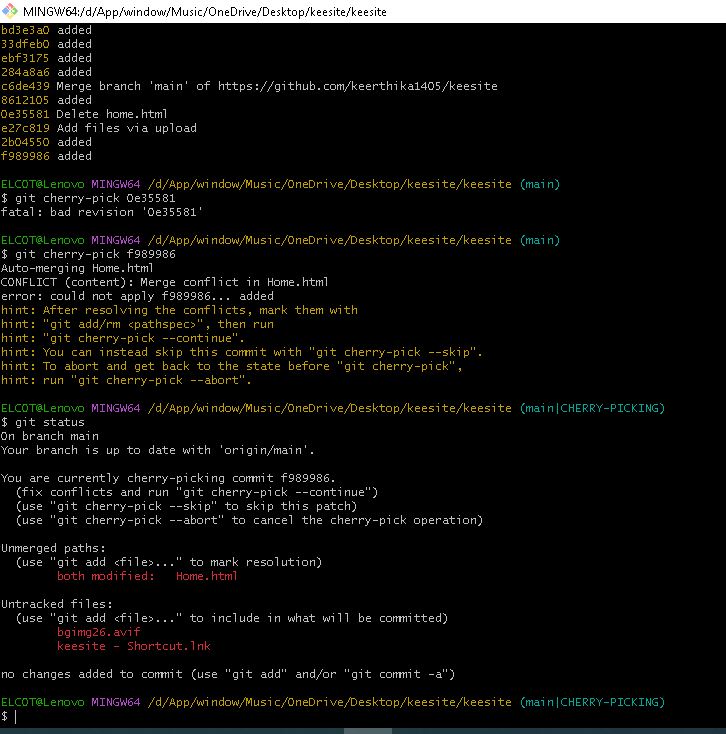 MINGW64:/d/App/window/Music/OneDrive/Desktop/keesite/keesite
bd3e3a0 added
33dfeb0 added
ebf3175 added
284a8a6 added
c6de439 Merge branch 'main' of https://github.com/keerthika1405/keesite
8612105 added
0e35581 Delete home.html
e27c819 Add files via upload
2b04550 added
f989986 added
ELCOT@Lenovo MINGW64 /d/App/window/Music/OneDrive/Desktop/keesite/keesite (main)
$ git cherry-pick 0e35581
fatal: bad revision '0e35581'
ELCOT@Lenovo MINGW64 /d/App/window/Music/OneDrive/Desktop/keesite/keesite (main)
$ git cherry-pick f989986
Auto-merging Home.html
CONFLICT (content): Merge conflict in Home.html
error: could not apply f989986... added
hint: After resolving the conflicts, mark them with
hint: "git add/rm <pathspec>", then run
hint: "git cherry-pick --continue".
hint: You can instead skip this commit with "git cherry-pick --skip".
hint: To abort and get back to the state before "git cherry-pick",
hint: run "git cherry-pick --abort".
ELCOT@Lenovo MINGW64 /d/App/window/Music/OneDrive/Desktop/keesite/keesite (main|CHERRY-PICKING)
$ git status
On branch main
Your branch is up to date with 'origin/main'.
You are currently cherry-picking commit f989986.
(fix conflicts and run "git cherry-pick --continue")
(use "git cherry-pick --skip" to skip this patch)
(use "git cherry-pick --abort" to cancel the cherry-pick operation)
Unmerged paths:
(use "git add <file>..." to mark resolution)
both modified: Home.html
Untracked files:
(use "git add <file>..." to include in what will be committed)
bgimg26.avif
keesite - Shortcut.lnk
no changes added to commit (use "git add" and/or "git commit -a")
ELCOT@Lenovo MINGW64 /d/App/window/Music/OneDrive/Desktop/keesite/keesite (main|CHERRY-PICKING)
$